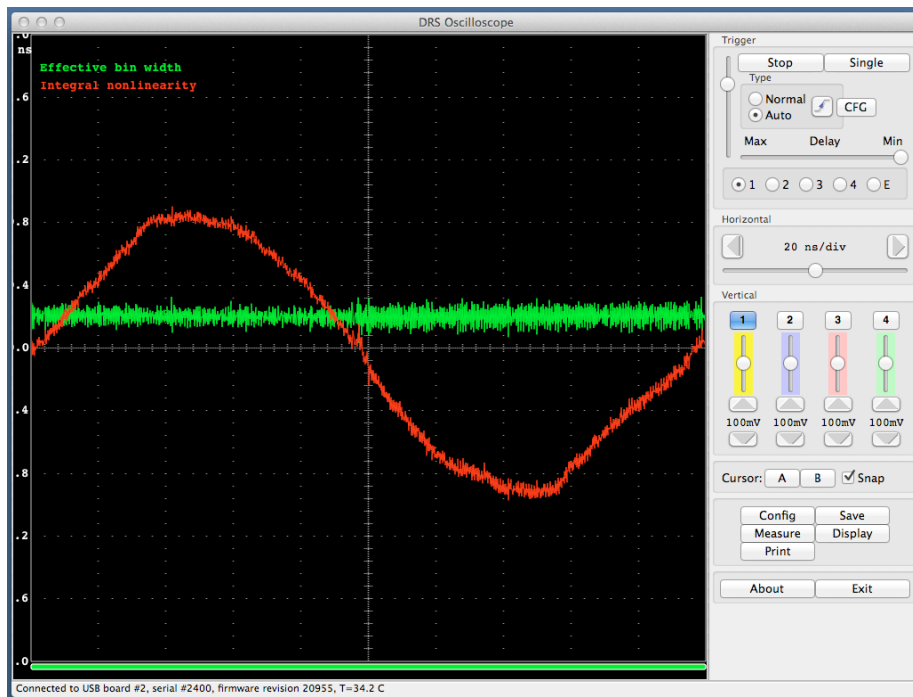 DRS Oscilloscope
.0
ns
Effective bin width
Integral nonlinearity
.6
.2
.8
.4
.0
.4
.8
.2
.6
.0
Trigger
Stop Single
Type
Normal
Auto
CFG
Max Delay Min
1 2 3 4 E
Horizontal
20 ns/div
Vertical
1 2 3 4
100mV 100mV 100mV 100mV
Cursor: A B Snap
Config Save
Measure Display
Print
About Exit
Connected to USB board #2, serial #2400, firmware revision 20955, T=34.2 C